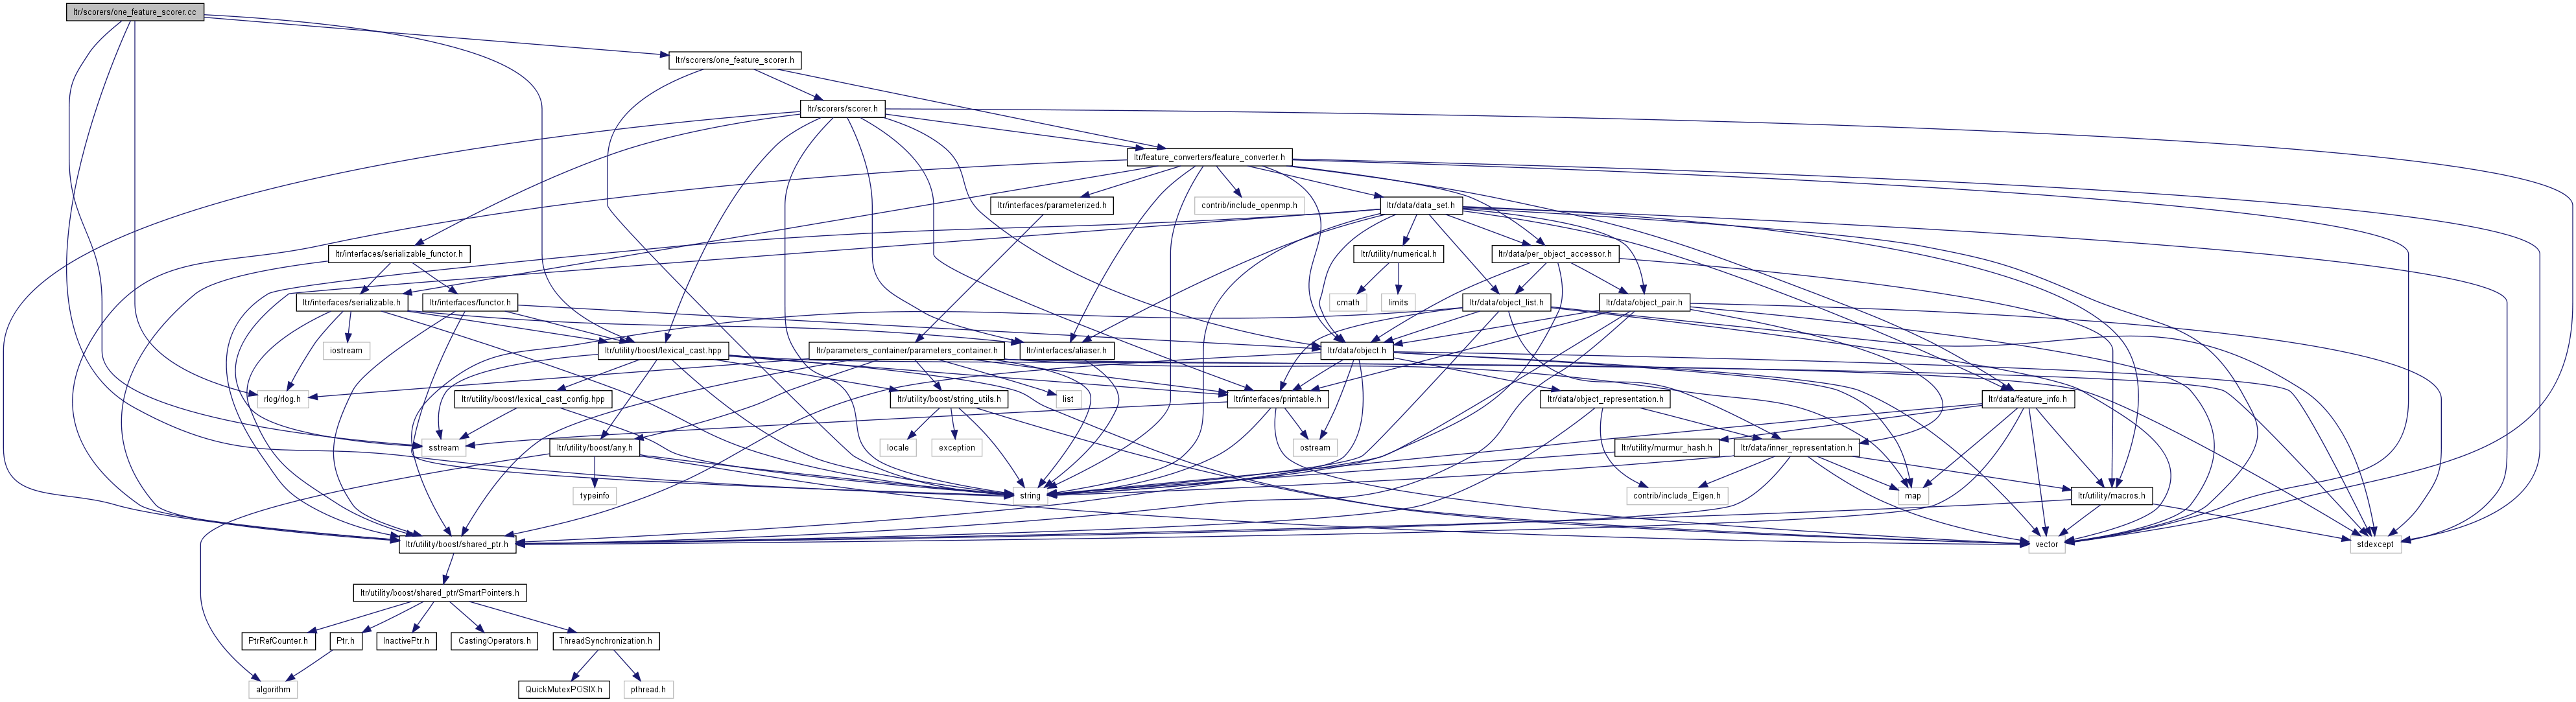 ltr/scorers/one_feature_scorer.cc
ltr/scorers/one_feature_scorer.h
ltr/scorers/scorer.h
ltr/feature_converters/feature_converter.h
ltr/interfaces/parameterized.h
contrib/include_openmp.h
ltr/data/data_set.h
ltr/interfaces/serializable_functor.h
ltr/utility/numerical.h
ltr/data/per_object_accessor.h
ltr/interfaces/serializable.h
ltr/interfaces/functor.h
cmath
limits
ltr/data/object_list.h
ltr/data/object_pair.h
iostream
ltr/utility/boost/lexical_cast.hpp
ltr/parameters_container/parameters_container.h
ltr/interfaces/aliaser.h
ltr/data/object.h
rlog/rlog.h
ltr/utility/boost/lexical_cast_config.hpp
ltr/utility/boost/string_utils.h
list
ltr/interfaces/printable.h
ltr/data/object_representation.h
ltr/data/feature_info.h
sstream
ltr/utility/boost/any.h
locale
exception
ostream
ltr/utility/murmur_hash.h
ltr/data/inner_representation.h
typeinfo
string
contrib/include_Eigen.h
map
ltr/utility/macros.h
ltr/utility/boost/shared_ptr.h
vector
stdexcept
ltr/utility/boost/shared_ptr/SmartPointers.h
PtrRefCounter.h
Ptr.h
InactivePtr.h
CastingOperators.h
ThreadSynchronization.h
algorithm
QuickMutexPOSIX.h
pthread.h